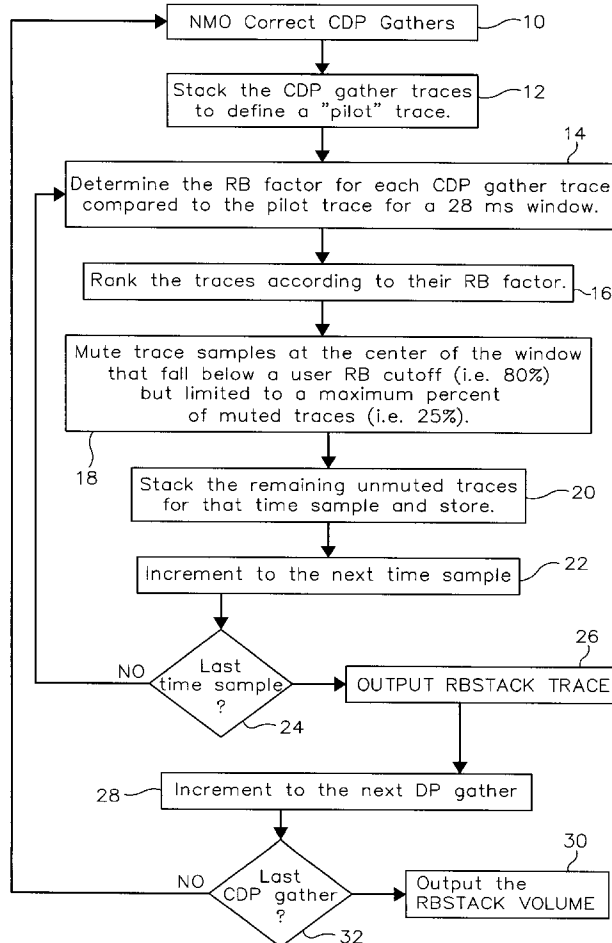 NMO Correct CDP Gathers
10
Stack the CDP gather traces
to define a "pilot" trace.
12
14
Determine the RB factor for each CDP gather trace
compared to the pilot trace for a 28 ms window.
Rank the traces according to their RB factor.
16
Mute trace samples at the center of the window
that fall below a user RB cutoff (i.e. 80%)
but limited to a maximum percent
of muted traces (i.e. 25%).
18
Stack the remaining unmuted traces
for that time sample and store.
20
Increment to the next time sample
22
NO
Last
time sample
?
24
26
OUTPUT RBSTACK TRACE
28
Increment to the next DP gather
NO
Last
CDP gather
?
32
30
Output the
RBSTACK VOLUME